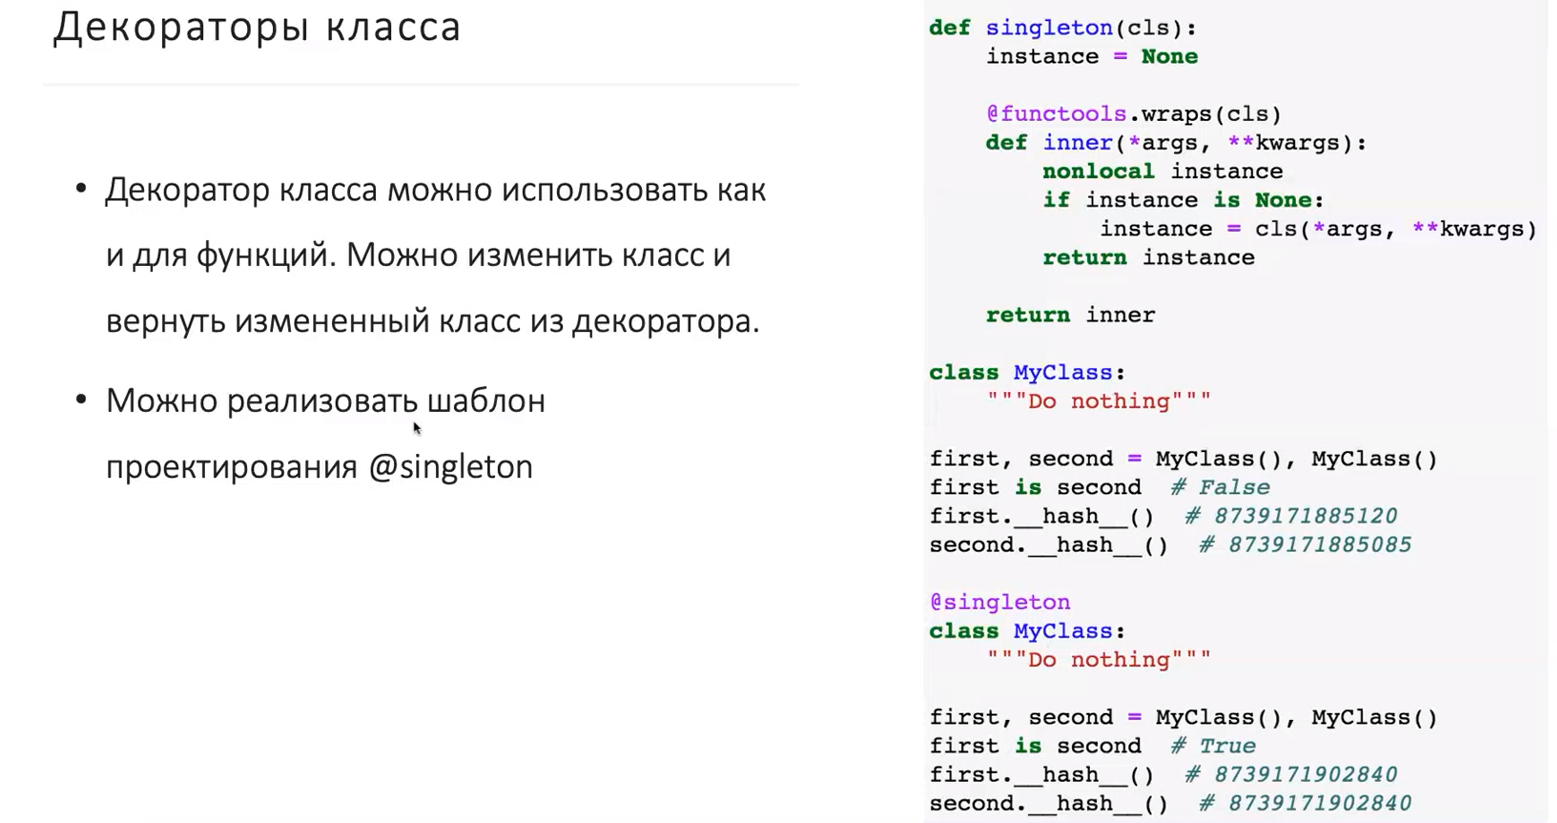 Декораторы класса
• Декоратор класса можно использовать как
и для функций. Можно изменить класс и
вернуть измененный класс из декоратора.
• Можно реализовать шаблон
проектирования @singleton
def singleton(cls):
    instance = None

    @functools.wraps(cls)
    def inner(*args, **kwargs):
        nonlocal instance
        if instance is None:
            instance = cls(*args, **kwargs)
        return instance

    return inner

class MyClass:
    """Do nothing"""

first, second = MyClass(), MyClass()
first is second  # False
first.__hash__()  # 8739171885120
second.__hash__()  # 8739171885085

@singleton
class MyClass:
    """Do nothing"""

first, second = MyClass(), MyClass()
first is second  # True
first.__hash__()  # 8739171902840
second.__hash__()  # 8739171902840